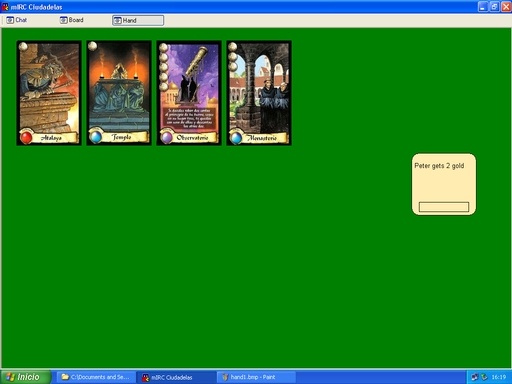 mIRC Ciudadelas
Chat
Board
Hand
Atalaya
Templo
Observatorio
Monasterio
Peter gets 2 gold
Inicio
C:\Documents and Se...
mIRC Ciudadelas
hand1.bmp - Paint
16:19